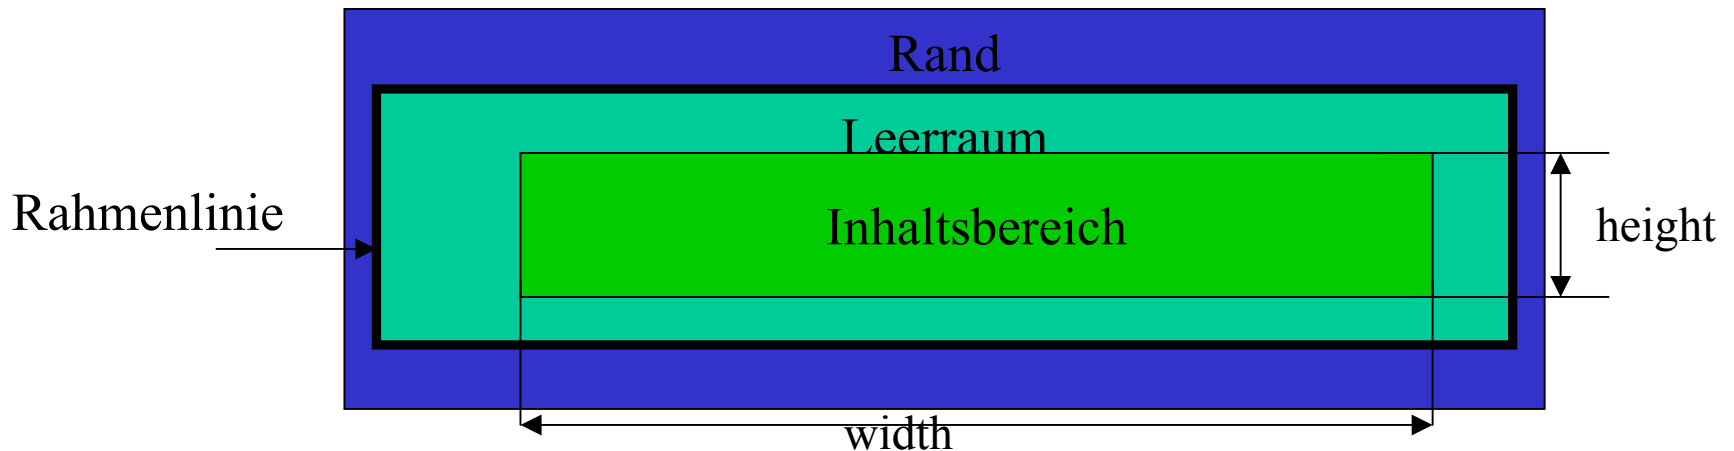 Rand
Leerraum
Rahmenlinie
Inhaltsbereich
height
width